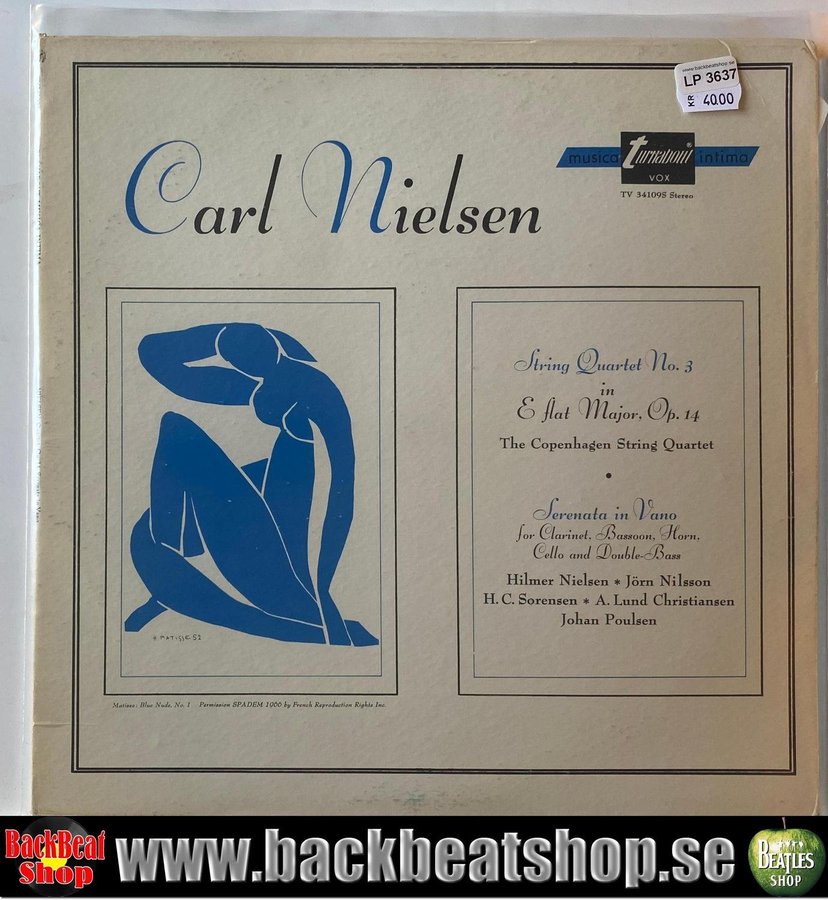 www.backbeatshop.se
LP 3637
KR 40.00
Carl Nielsen
musica turnabout® intima
VOX
TV 34109S Stereo
String Quartet No. 3
in
E flat Major, Op. 14
The Copenhagen String Quartet
•
Serenata in Vano
for Clarinet, Bassoon, Horn,
Cello and Double-Bass
Hilmer Nielsen * Jörn Nilsson
H. C. Sorensen * A. Lund Christiansen
Johan Poulsen
H. MATISSE 52
Matisse: Blue Nude, No. 1 Permission SPADEM 1966 by French Reproduction Rights Inc.
BackBeat
Shop
www.backbeatshop.se
BEATLES
SHOP